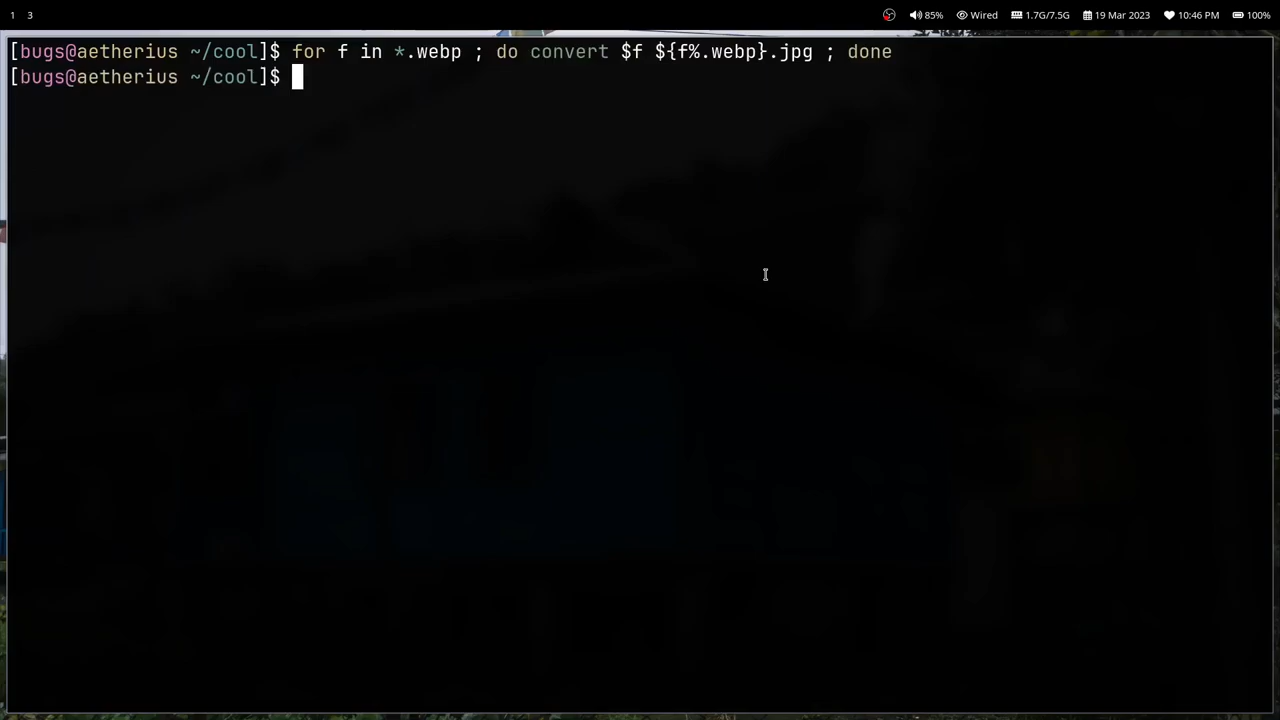 1 3 85% Wired 1.7G/7.5G 19 Mar 2023 10:46 PM 100%
[bugs@aetherius ~/cool]$ for f in *.webp ; do convert $f ${f%.webp}.jpg ; done
[bugs@aetherius ~/cool]$